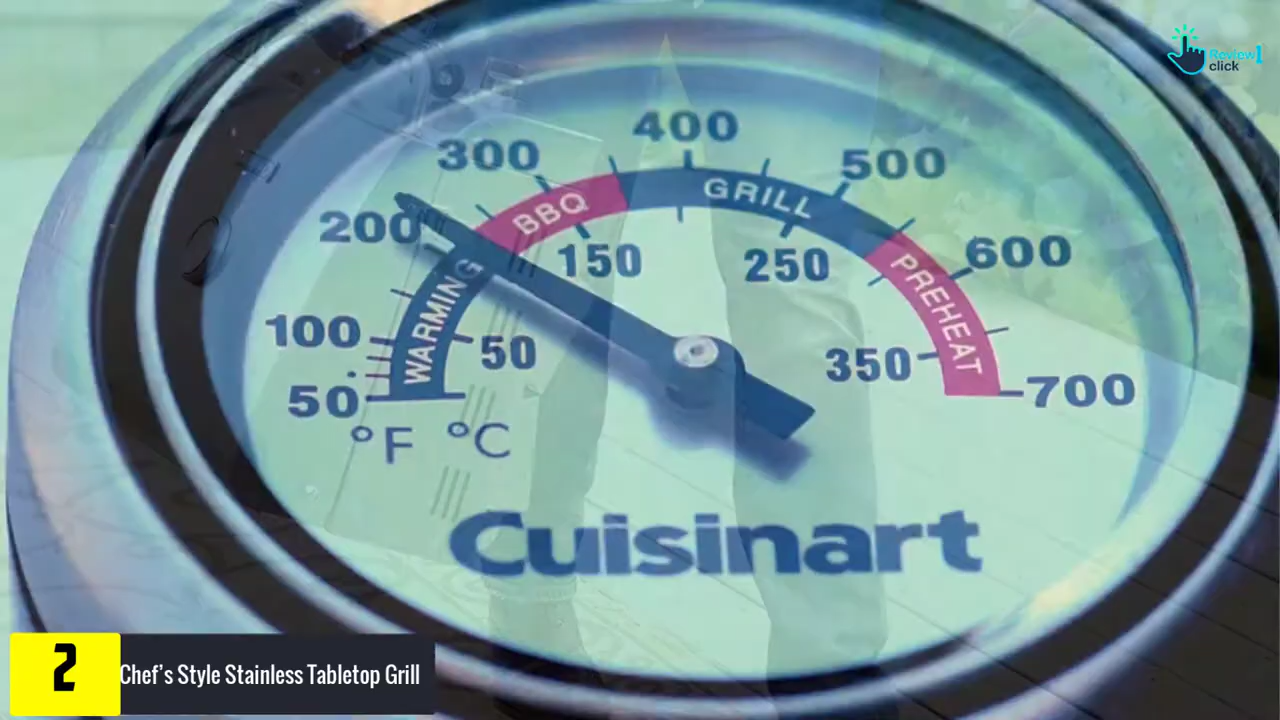 Review1
click
400
300
500
BBQ
GRILL
200
150
250
600
WARMING
PREHEAT
100
50
350
50
700
°F °C
Cuisinart
2
Chef's Style Stainless Tabletop Grill